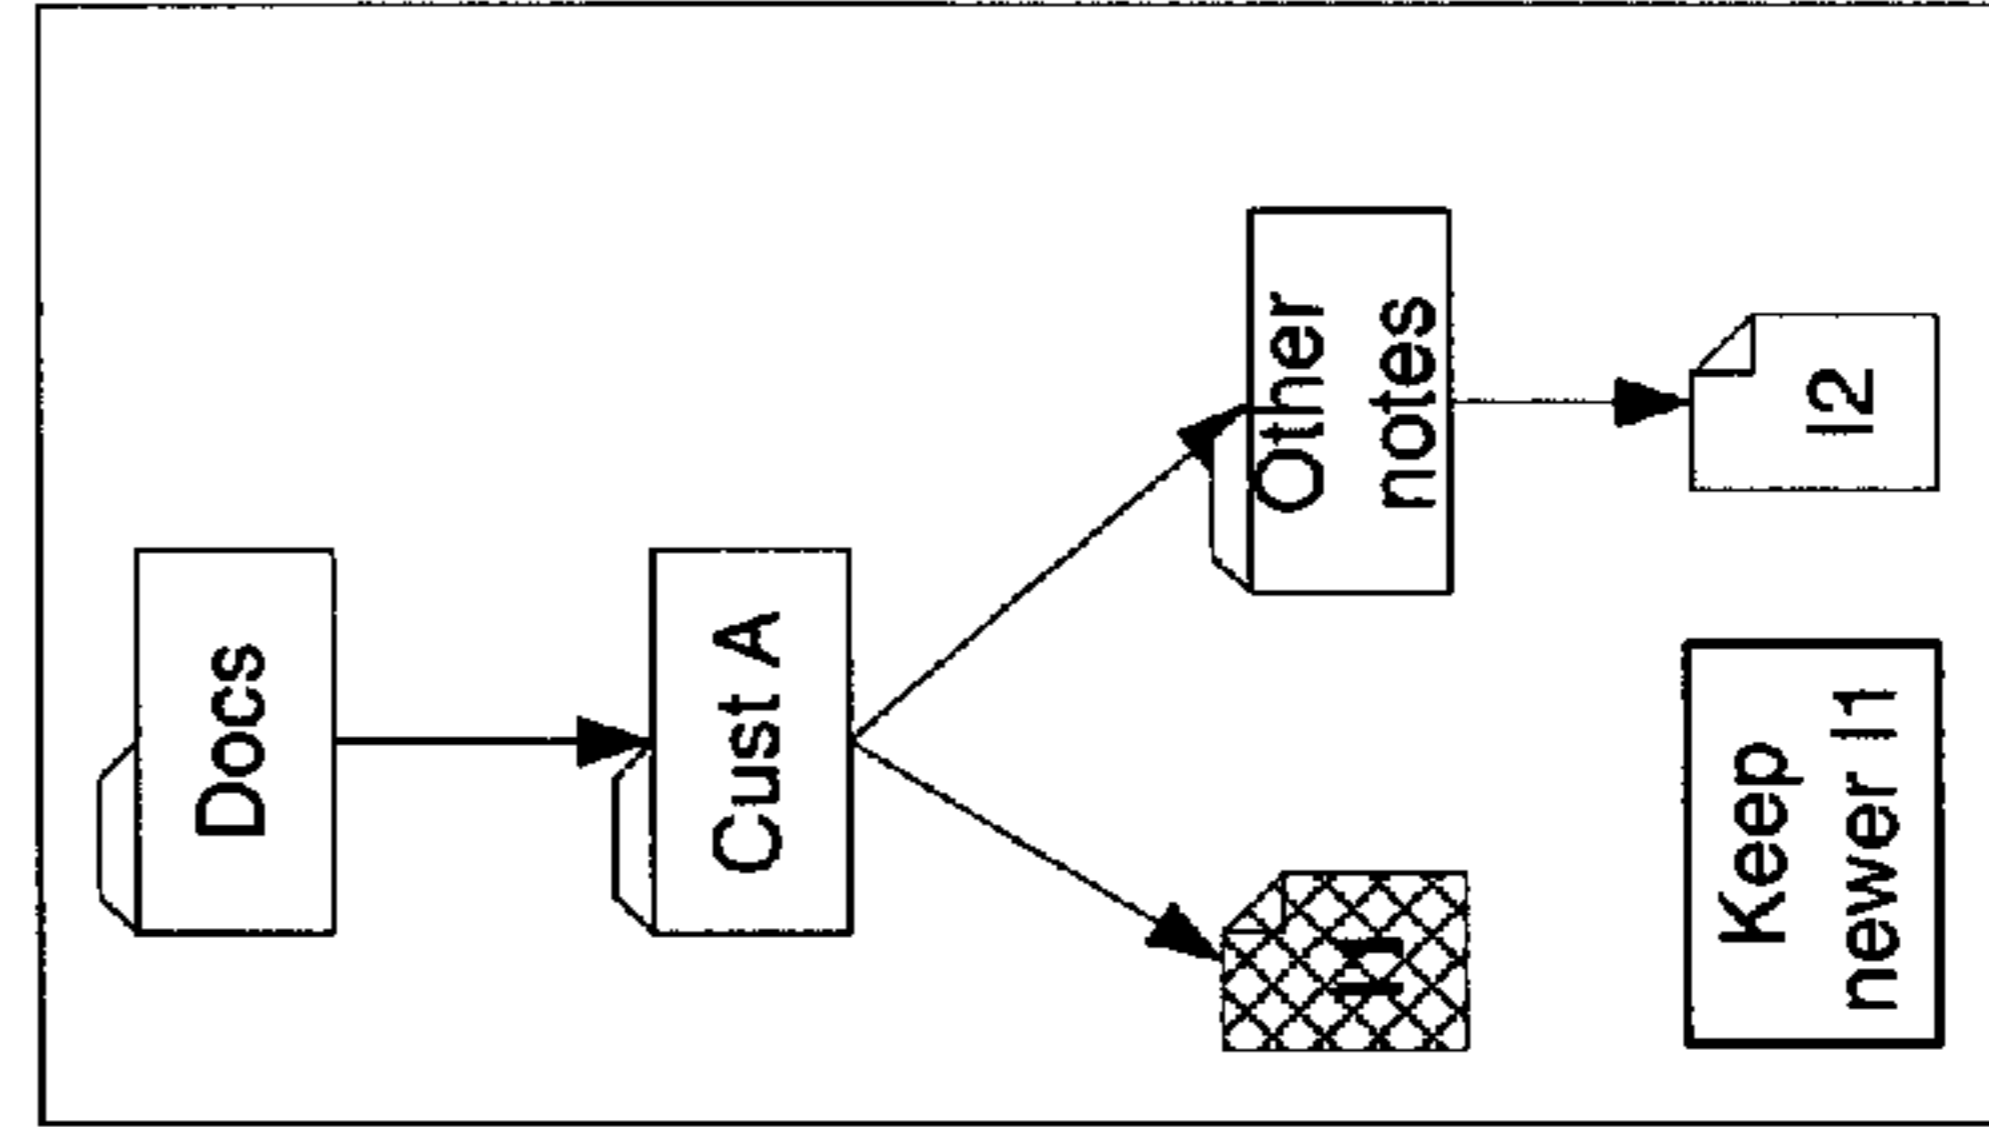 Docs
Cust A
Other
notes
I1
I2
Keep
newer I1